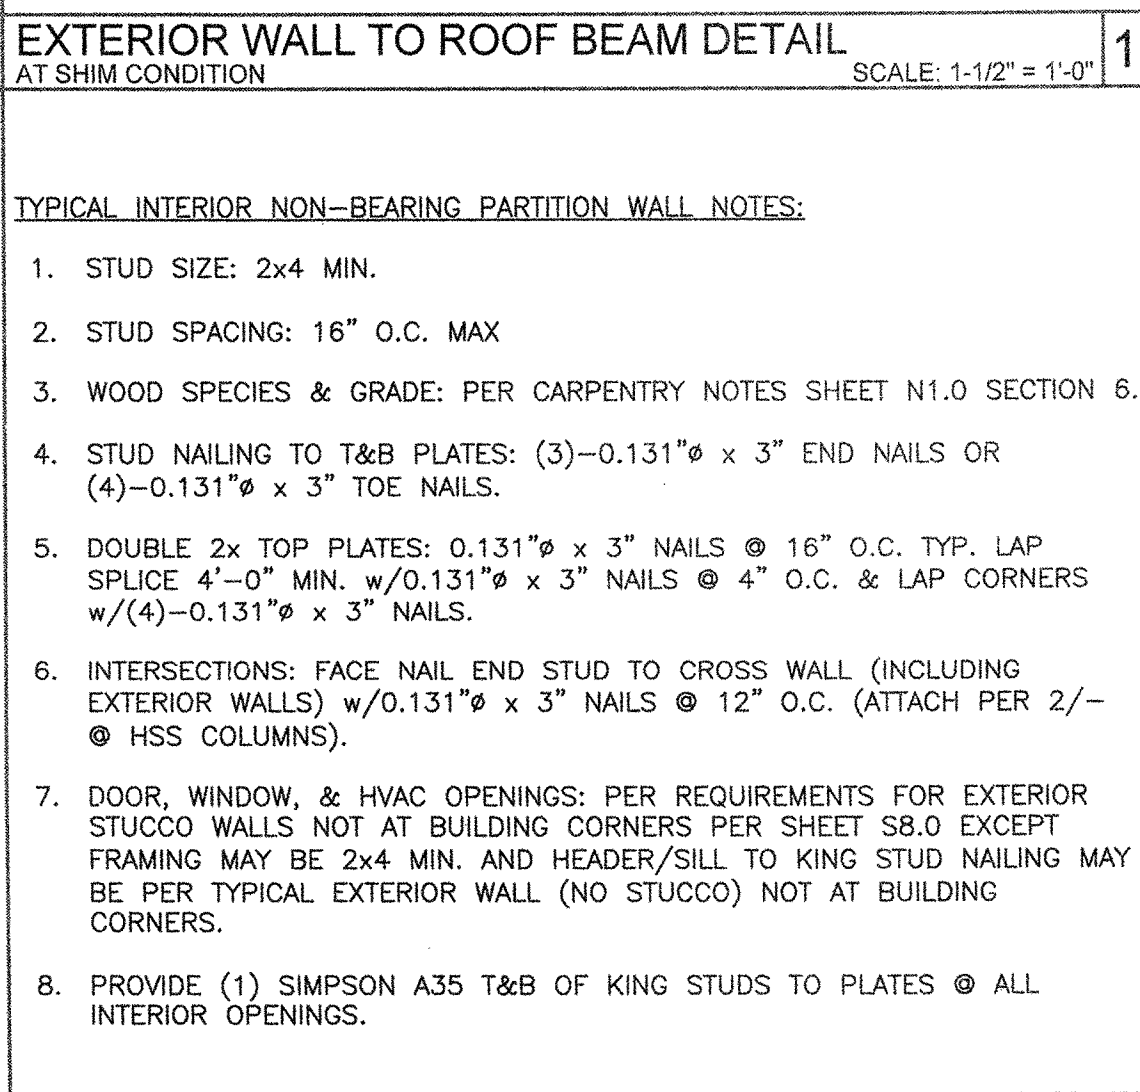 EXTERIOR WALL TO ROOF BEAM DETAIL
AT SHIM CONDITION
SCALE: 1-1/2" = 1'-0"
1
TYPICAL INTERIOR NON-BEARING PARTITION WALL NOTES:
1. STUD SIZE: 2x4 MIN.
2. STUD SPACING: 16" O.C. MAX
3. WOOD SPECIES & GRADE: PER CARPENTRY NOTES SHEET N1.0 SECTION 6.
4. STUD NAILING TO T&B PLATES: (3)-0.131"ø x 3" END NAILS OR
(4)-0.131"ø x 3" TOE NAILS.
5. DOUBLE 2x TOP PLATES: 0.131"ø x 3" NAILS @ 16" O.C. TYP. LAP
SPLICE 4'-0" MIN. w/0.131"ø x 3" NAILS @ 4" O.C. & LAP CORNERS
w/(4)-0.131"ø x 3" NAILS.
6. INTERSECTIONS: FACE NAIL END STUD TO CROSS WALL (INCLUDING
EXTERIOR WALLS) w/0.131"ø x 3" NAILS @ 12" O.C. (ATTACH PER 2/-
@ HSS COLUMNS).
7. DOOR, WINDOW, & HVAC OPENINGS: PER REQUIREMENTS FOR EXTERIOR
STUCCO WALLS NOT AT BUILDING CORNERS PER SHEET S8.0 EXCEPT
FRAMING MAY BE 2x4 MIN. AND HEADER/SILL TO KING STUD NAILING MAY
BE PER TYPICAL EXTERIOR WALL (NO STUCCO) NOT AT BUILDING
CORNERS.
8. PROVIDE (1) SIMPSON A35 T&B OF KING STUDS TO PLATES @ ALL
INTERIOR OPENINGS.